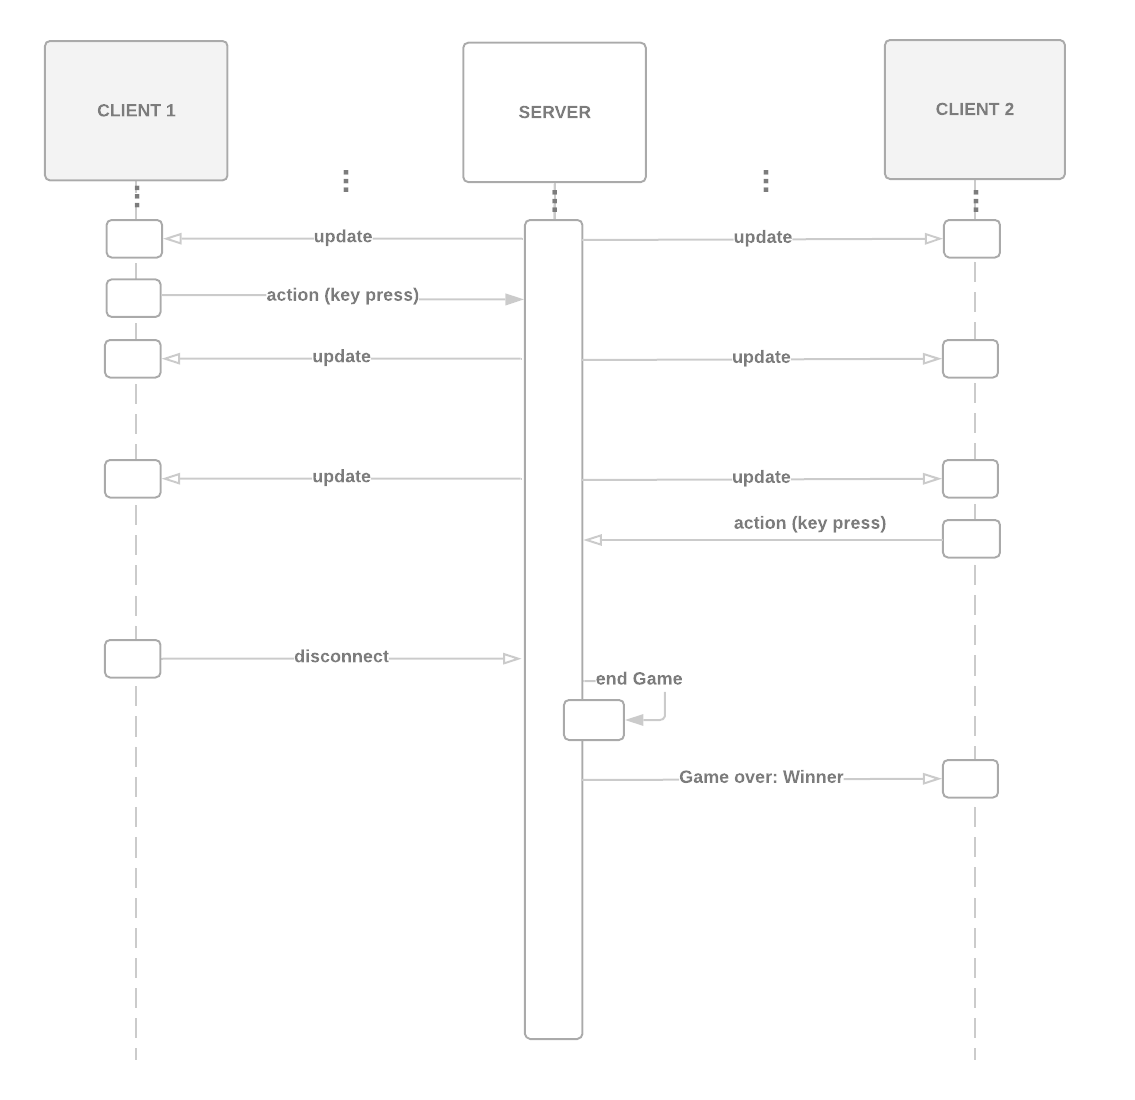 CLIENT 1
SERVER
CLIENT 2
update
update
action (key press)
update
update
update
update
action (key press)
disconnect
end Game
Game over: Winner